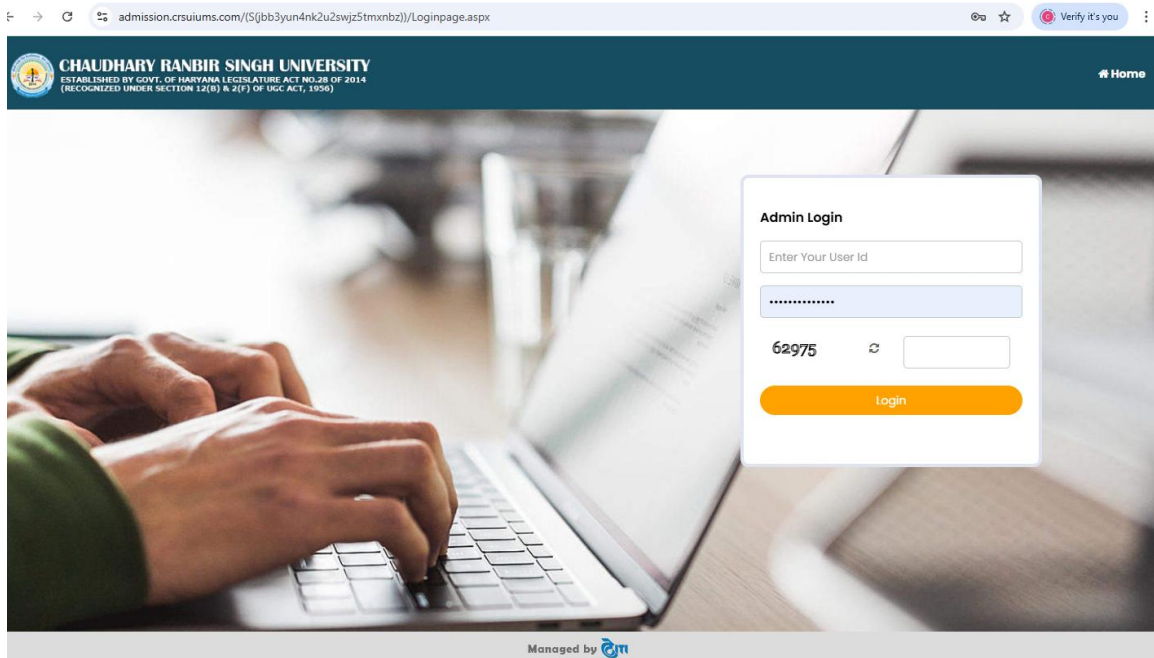 admission.crsuiums.com/(S(jbb3yun4nk2u2swjz5tmxnbz))/Loginpage.aspx
Verify it's you
CHAUDHARY RANBIR SINGH UNIVERSITY
ESTABLISHED BY GOVT. OF HARYANA LEGISLATURE ACT NO.28 OF 2014
(RECOGNIZED UNDER SECTION 12(B) & 2(F) OF UGC ACT, 1956)
Home
Admin Login
Enter Your User Id
••••••••••••••
62975
Login
Managed by